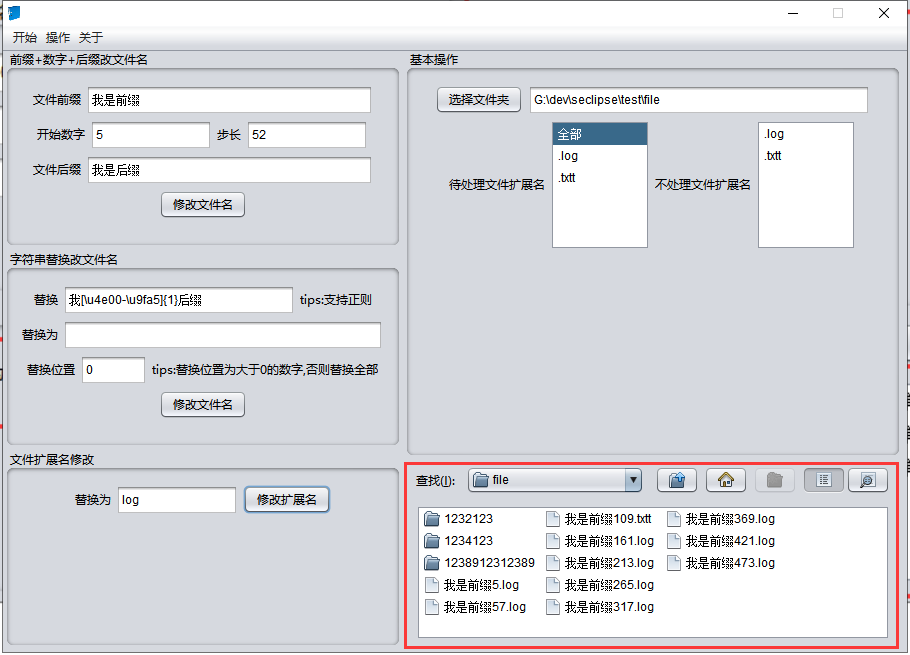 开始 操作 关于
前缀+数字+后缀改文件名
文件前缀 我是前缀
开始数字 5 步长 52
文件后缀 我是后缀
修改文件名
字符串替换改文件名
替换 我[\u4e00-\u9fa5]{1}后缀 tips:支持正则
替换为
替换位置 0 tips:替换位置为大于0的数字,否则替换全部
修改文件名
文件扩展名修改
替换为 log 修改扩展名
基本操作
选择文件夹 G:\dev\seclipse\test\file
待处理文件扩展名
全部
.log
.txtt
不处理文件扩展名
.log
.txtt
查找(I): file
1232123
1234123
1238912312389
我是前缀5.log
我是前缀57.log
我是前缀109.txtt
我是前缀161.log
我是前缀213.log
我是前缀265.log
我是前缀317.log
我是前缀369.log
我是前缀421.log
我是前缀473.log